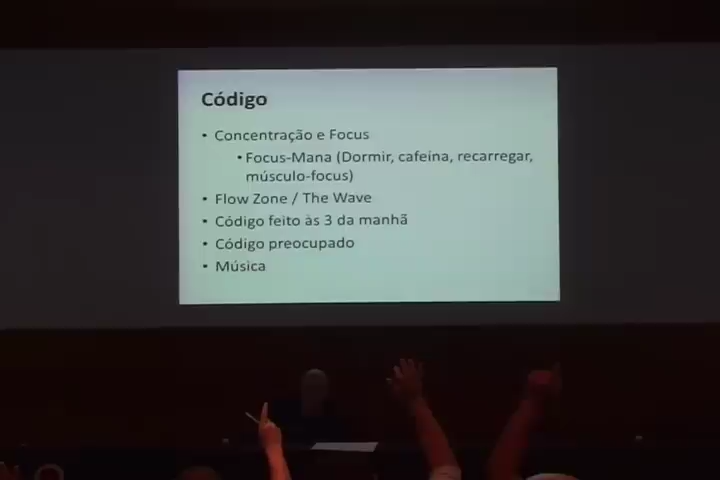 Código
• Concentração e Focus
• Focus-Mana (Dormir, cafeína, recarregar,
músculo-focus)
• Flow Zone / The Wave
• Código feito às 3 da manhã
• Código preocupado
• Música